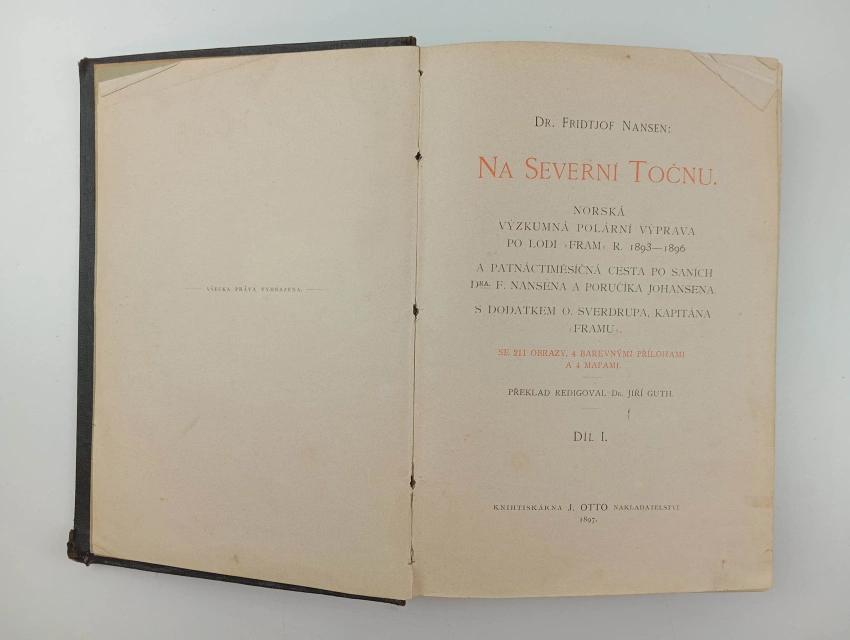 VŠECKA PRÁVA VYHRAZENA.
DR. FRIDTJOF NANSEN:
NA SEVERNÍ TOČNU.
NORSKÁ
VÝZKUMNÁ POLÁRNÍ VÝPRAVA
PO LODI ›FRAM‹ R. 1893—1896
A PATNÁCTIMĚSÍČNÁ CESTA PO SANÍCH
DRA. F. NANSENA A PORUČÍKA JOHANSENA.
S DODATKEM O. SVERDRUPA, KAPITÁNA
›FRAMU‹.
SE 211 OBRAZY, 4 BAREVNÝMI PŘÍLOHAMI
A 4 MAPAMI.
PŘEKLAD REDIGOVAL DR. JIŘÍ GUTH.
DÍL I.
KNIHTISKÁRNA J. OTTO NAKLADATELSTVÍ
1897.